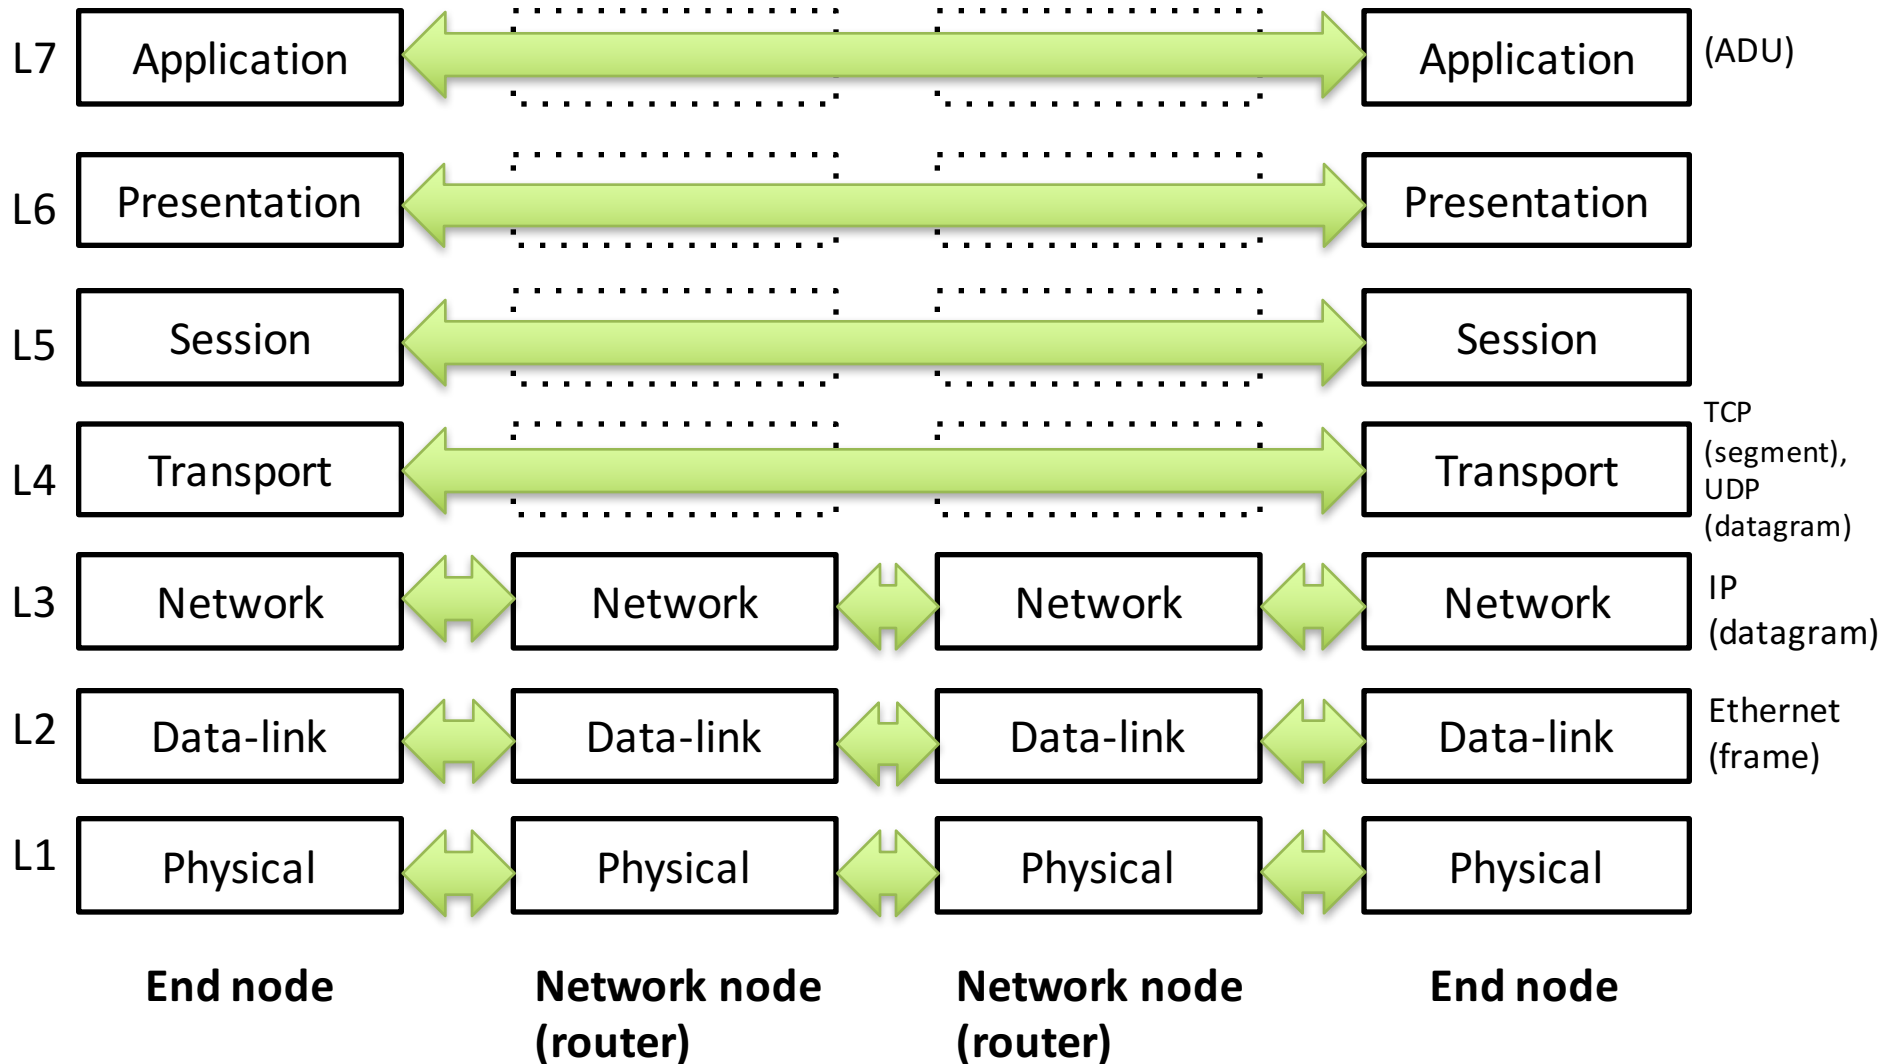 L7 Application Application (ADU)
L6 Presentation Presentation
L5 Session Session
L4 Transport Transport
TCP
(segment),
UDP
(datagram)
L3 Network Network Network Network
IP
(datagram)
L2 Data-link Data-link Data-link Data-link
Ethernet
(frame)
L1 Physical Physical Physical Physical
End node
Network node
(router)
Network node
(router)
End node